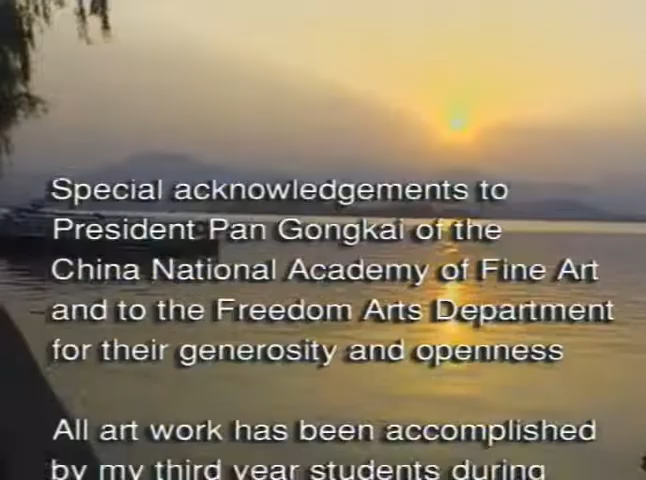 Special acknowledgements to
President Pan Gongkai of the
China National Academy of Fine Art
and to the Freedom Arts Department
for their generosity and openness
All art work has been accomplished
by my third year students during